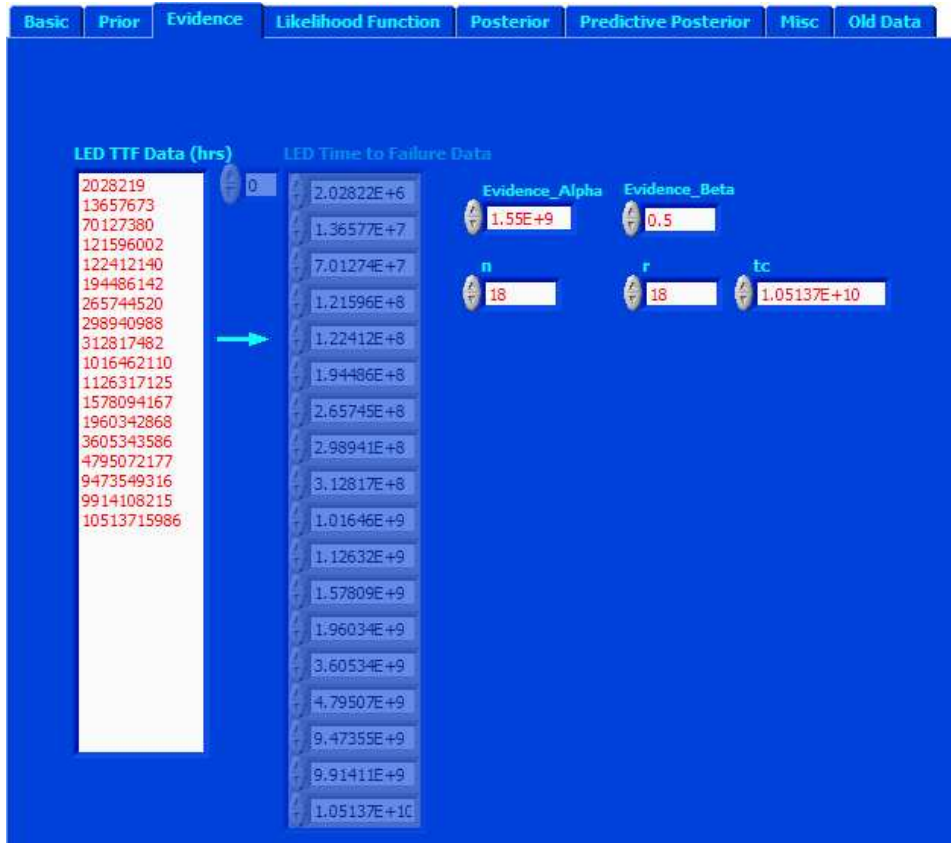 Basic Prior Evidence Likelihood Function Posterior Predictive Posterior Misc Old Data
LED TTF Data (hrs)
2028219
13657673
70127380
121596002
122412140
194486142
265744520
298940988
312817482
1016462110
1126317125
1578094167
1960342868
3605343586
4795072177
9473549316
9914108215
10513715986
0
LED Time to Failure Data
2.02822E+6
1.36577E+7
7.01274E+7
1.21596E+8
1.22412E+8
1.94486E+8
2.65745E+8
2.98941E+8
3.12817E+8
1.01646E+9
1.12632E+9
1.57809E+9
1.96034E+9
3.60534E+9
4.79507E+9
9.47355E+9
9.91411E+9
1.05137E+10
Evidence_Alpha Evidence_Beta
1.55E+9 0.5
n r tc
18 18 1.05137E+10